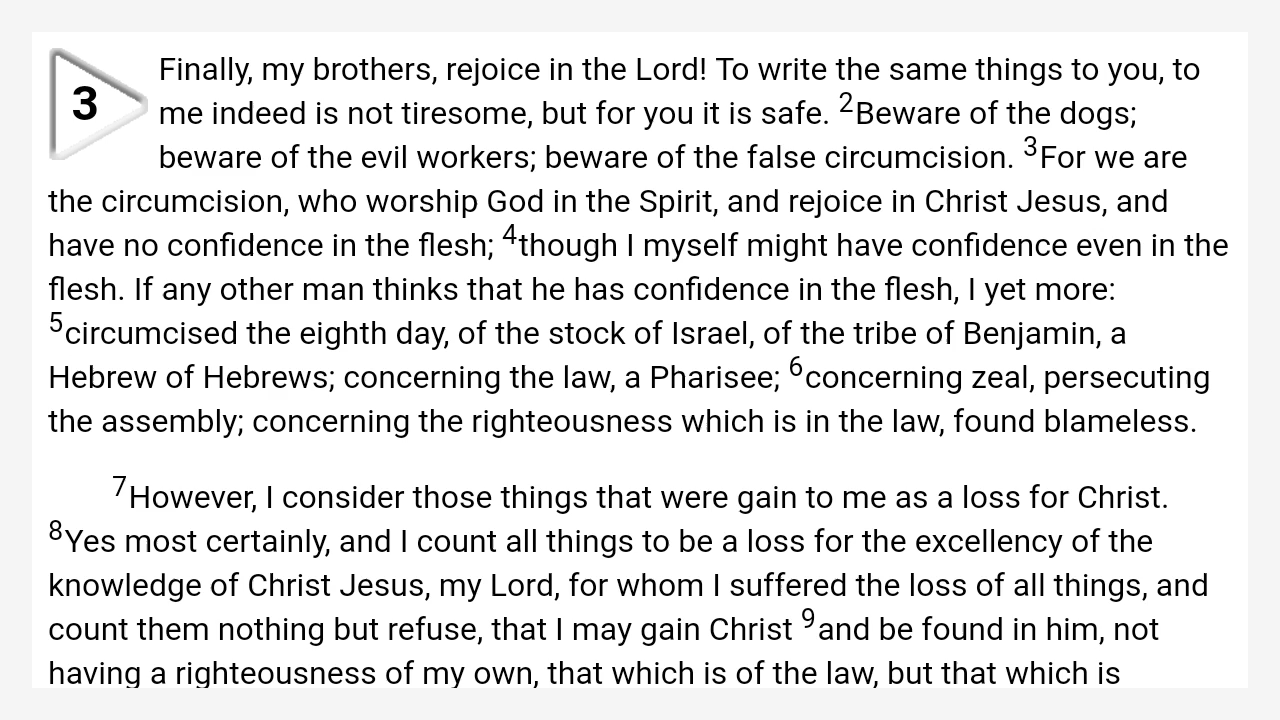 3
Finally, my brothers, rejoice in the Lord! To write the same things to you, to
me indeed is not tiresome, but for you it is safe. 2Beware of the dogs;
beware of the evil workers; beware of the false circumcision. 3For we are
the circumcision, who worship God in the Spirit, and rejoice in Christ Jesus, and
have no confidence in the flesh; 4though I myself might have confidence even in the
flesh. If any other man thinks that he has confidence in the flesh, I yet more:
5circumcised the eighth day, of the stock of Israel, of the tribe of Benjamin, a
Hebrew of Hebrews; concerning the law, a Pharisee; 6concerning zeal, persecuting
the assembly; concerning the righteousness which is in the law, found blameless.
7However, I consider those things that were gain to me as a loss for Christ.
8Yes most certainly, and I count all things to be a loss for the excellency of the
knowledge of Christ Jesus, my Lord, for whom I suffered the loss of all things, and
count them nothing but refuse, that I may gain Christ 9and be found in him, not
having a righteousness of my own, that which is of the law, but that which is